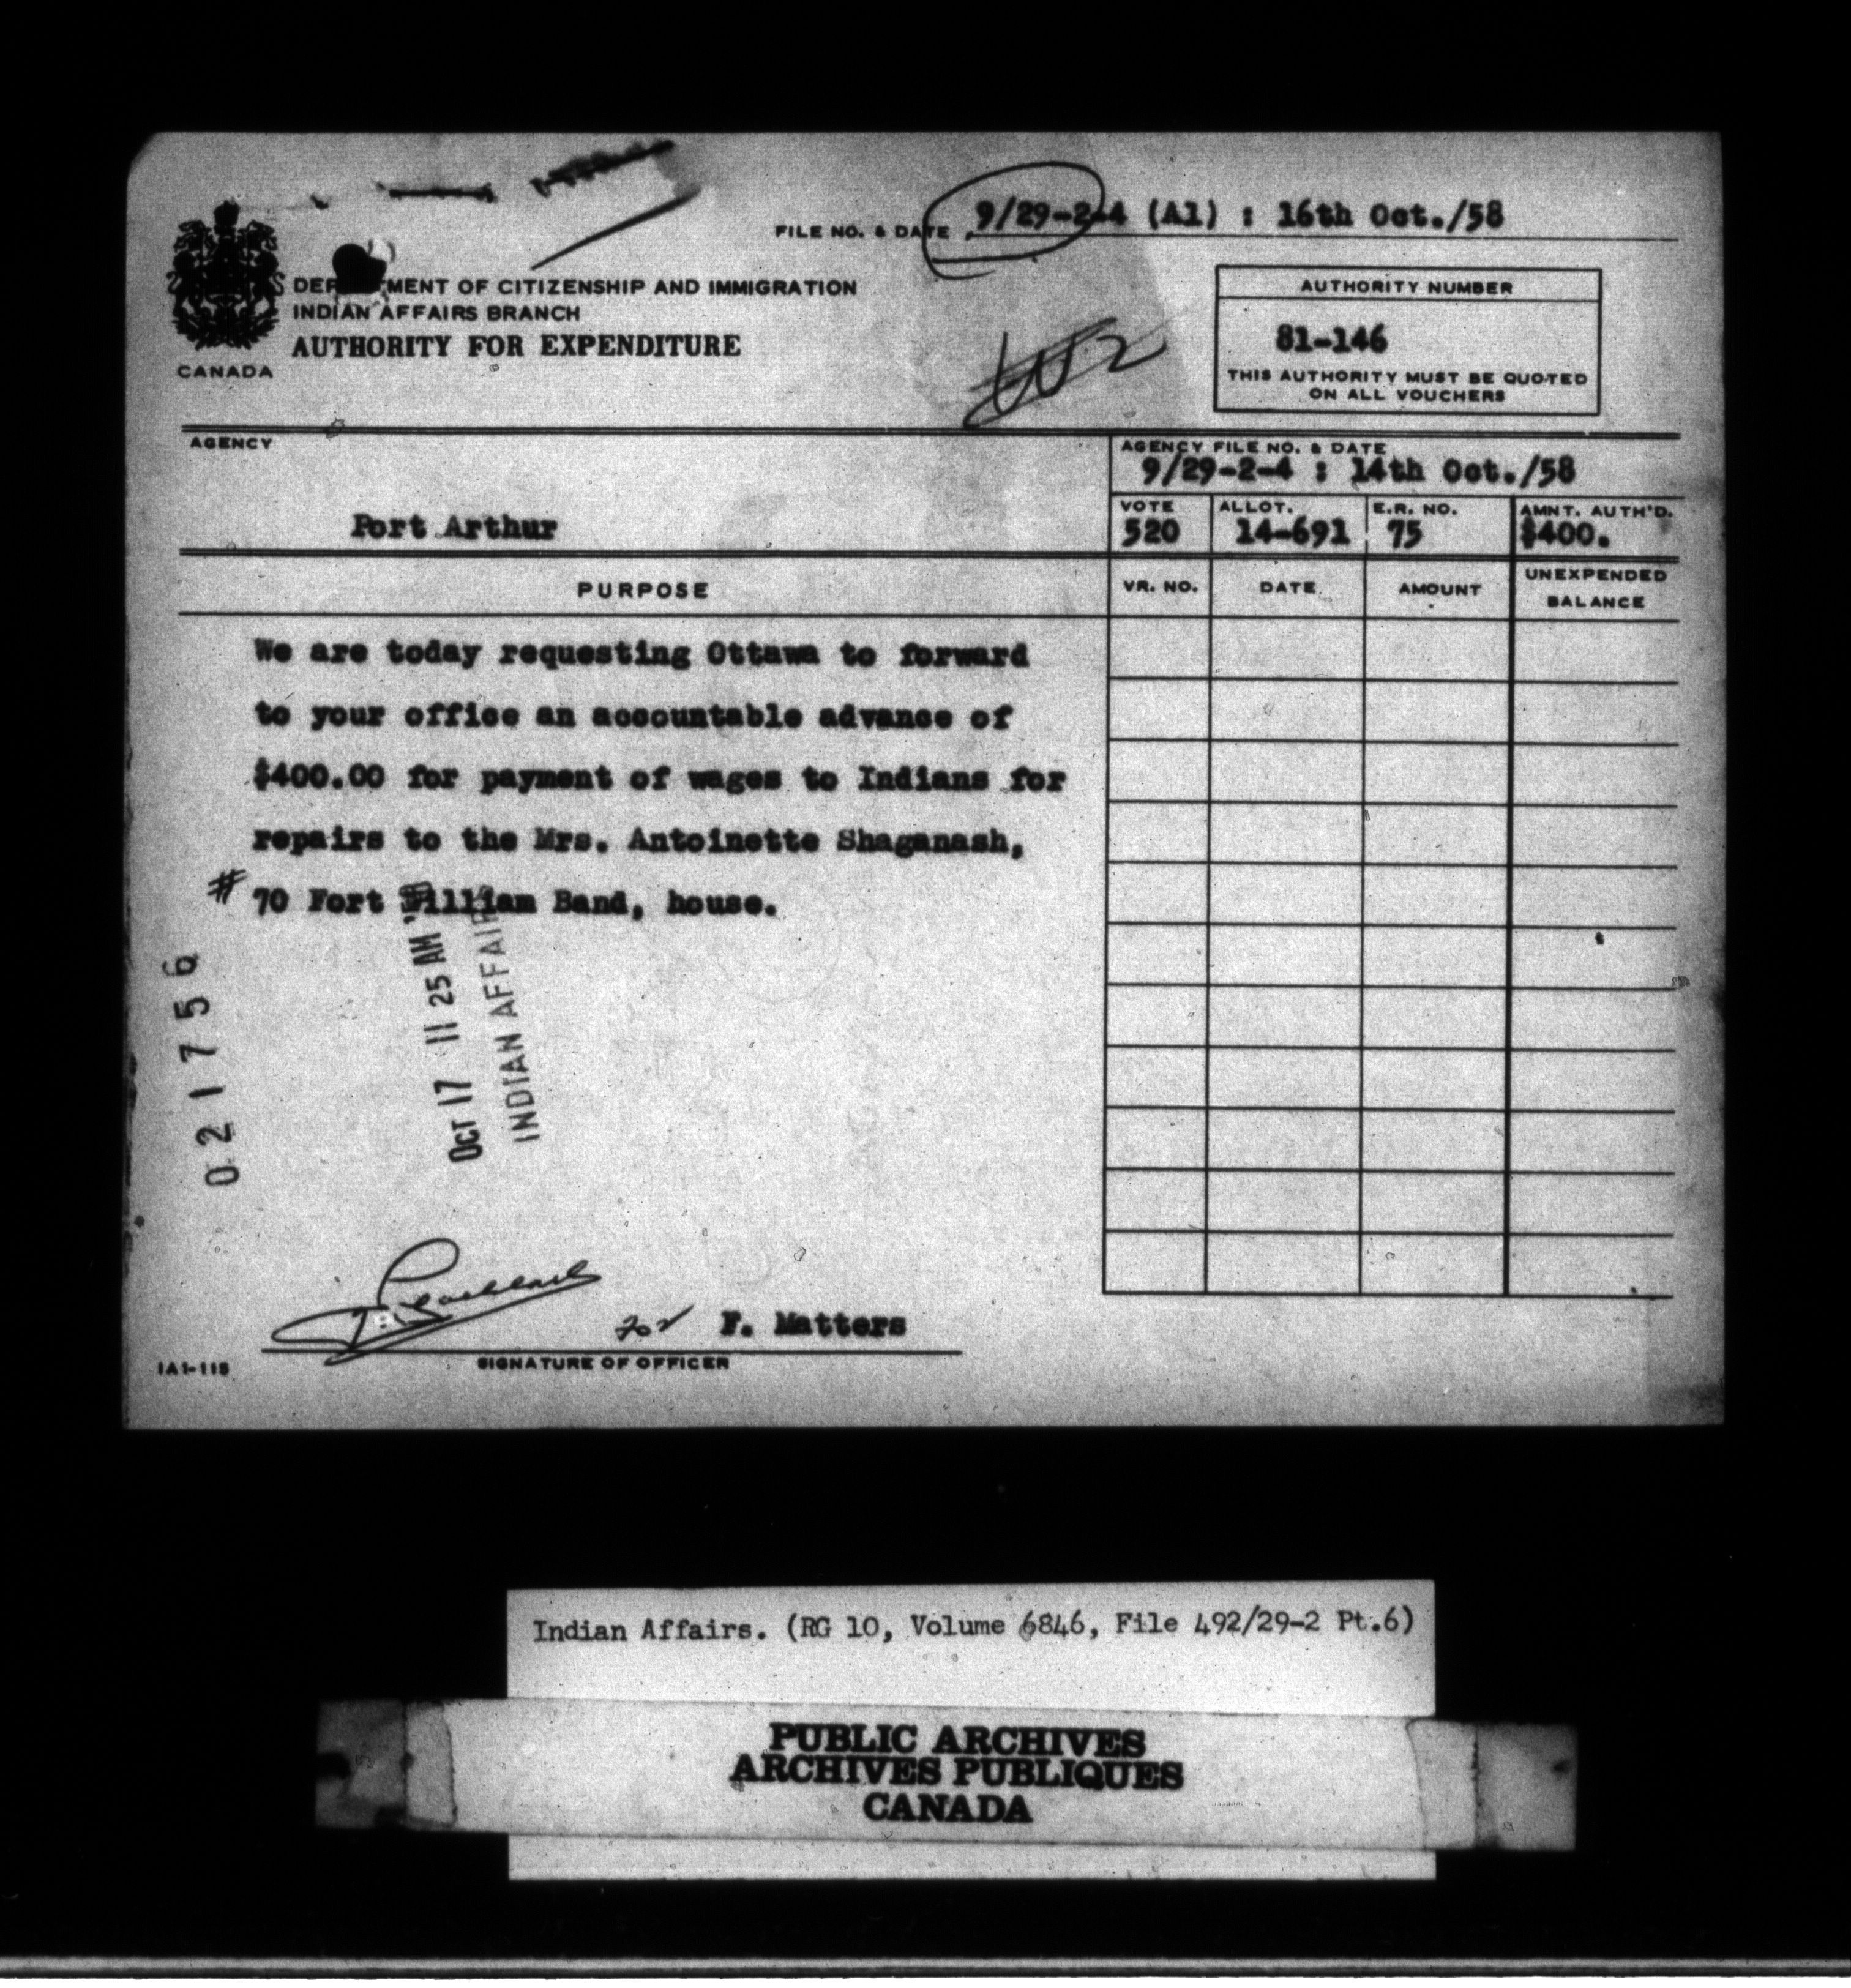 FILE NO. & DATE 9/29-2-4 (A1) : 16th Oct./58
DEP MENT OF CITIZENSHIP AND IMMIGRATION
INDIAN AFFAIRS BRANCH
AUTHORITY FOR EXPENDITURE
CANADA
AUTHORITY NUMBER
81-146
THIS AUTHORITY MUST BE QUOTED
ON ALL VOUCHERS
AGENCY
Port Arthur
AGENCY FILE NO. & DATE
9/29-2-4 : 14th Oct./58
VOTE ALLOT. E.R. NO. AMNT. AUTH'D.
520 14-691 75 $400.
PURPOSE
VR. NO. DATE AMOUNT UNEXPENDED BALANCE
We are today requesting Ottawa to forward
to your office an accountable advance of
$400.00 for payment of wages to Indians for
repairs to the Mrs. Antoinette Shaganash,
# 70 Fort William Band, house.
021756
OCT 17 11 25 AM
INDIAN AFFAIRS
for F. Matters
SIGNATURE OF OFFICER
IA1-118
Indian Affairs. (RG 10, Volume 6846, File 492/29-2 Pt.6)
PUBLIC ARCHIVES
ARCHIVES PUBLIQUES
CANADA